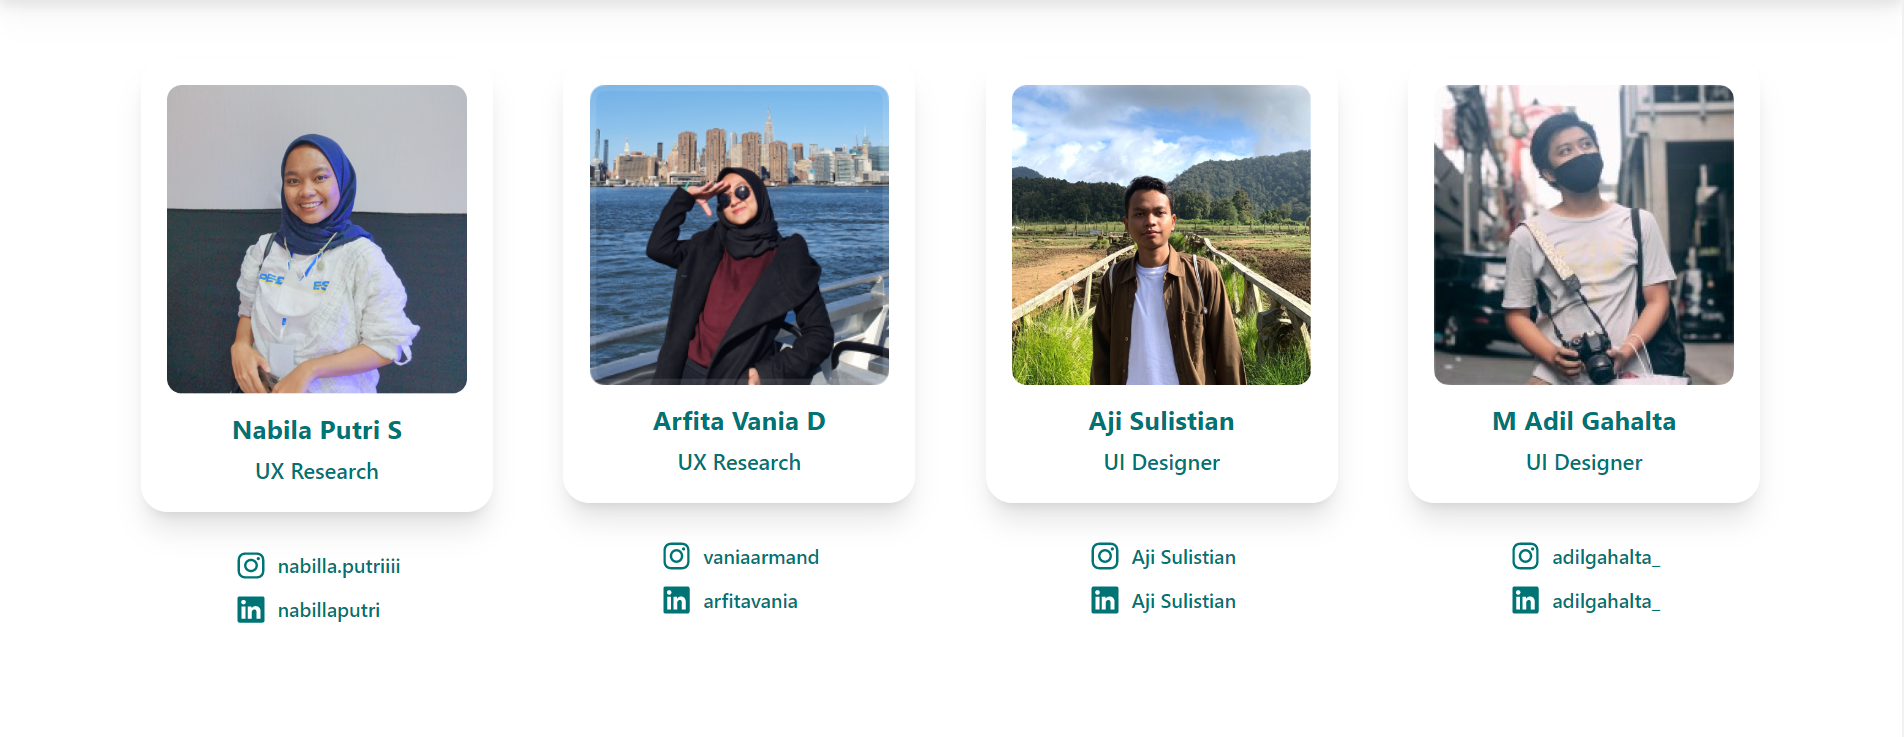 Nabila Putri S
UX Research
nabilla.putriiii
nabillaputri
Arfita Vania D
UX Research
vaniaarmand
arfitavania
Aji Sulistian
UI Designer
Aji Sulistian
Aji Sulistian
M Adil Gahalta
UI Designer
adilgahalta_
adilgahalta_